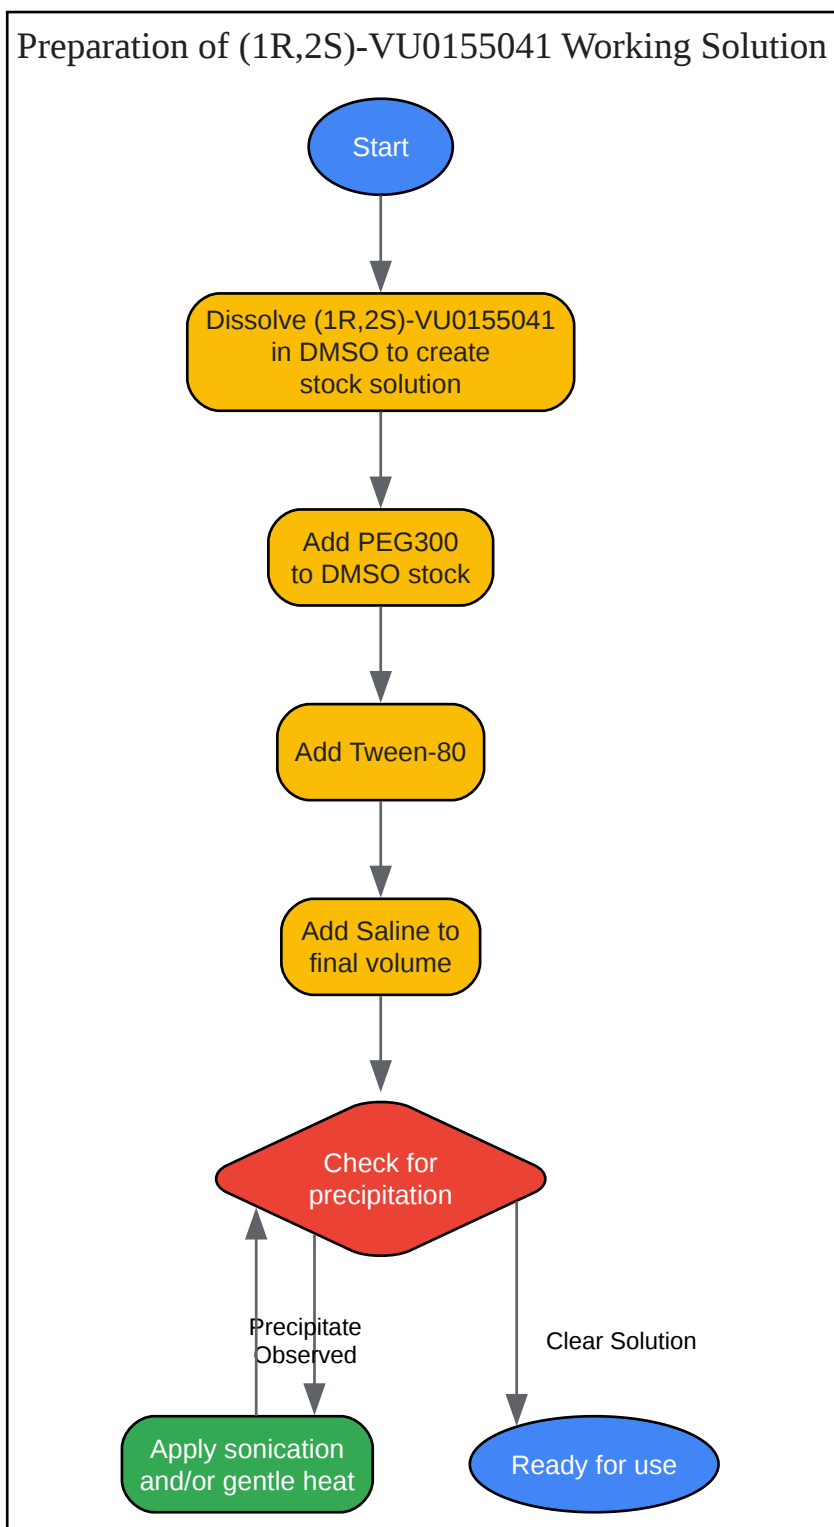 Preparation of (1R,2S)-VU0155041 Working Solution
Start
Dissolve (1R,2S)-VU0155041
in DMSO to create
stock solution
Add PEG300
to DMSO stock
Add Tween-80
Add Saline to
final volume
Check for
precipitation
Precipitate
Observed
Clear Solution
Apply sonication
and/or gentle heat
Ready for use